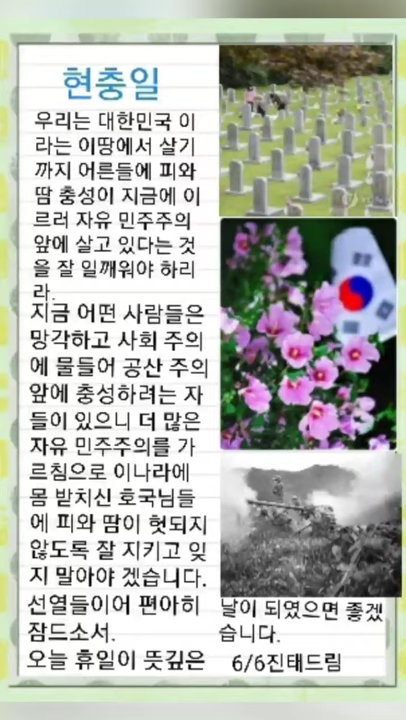 현충일
우리는 대한민국 이
라는 이땅에서 살기
까지 어른들에 피와
땀 충성이 지금에 이
르러 자유 민주주의
앞에 살고 있다는 것
을 잘 일깨워야 하리
라.
지금 어떤 사람들은
망각하고 사회 주의
에 물들어 공산 주의
앞에 충성하려는 자
들이 있으니 더 많은
자유 민주주의를 가
르침으로 이나라에
몸 받치신 호국님들
에 피와 땀이 헛되지
않도록 잘 지키고 잊
지 말아야 겠습니다.
선열들이어 편아히
잠드소서.
오늘 휴일이 뜻깊은
날이 되였으면 좋겠
습니다.
6/6진태드림